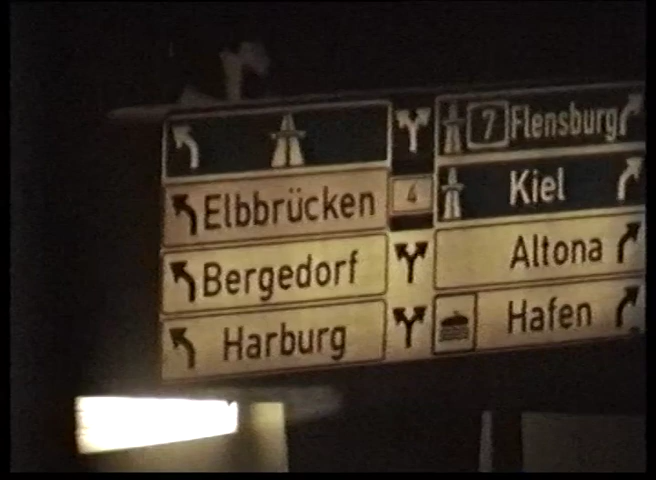 7 Flensburg
Elbbrücken 4 Kiel
Bergedorf Altona
Harburg Hafen